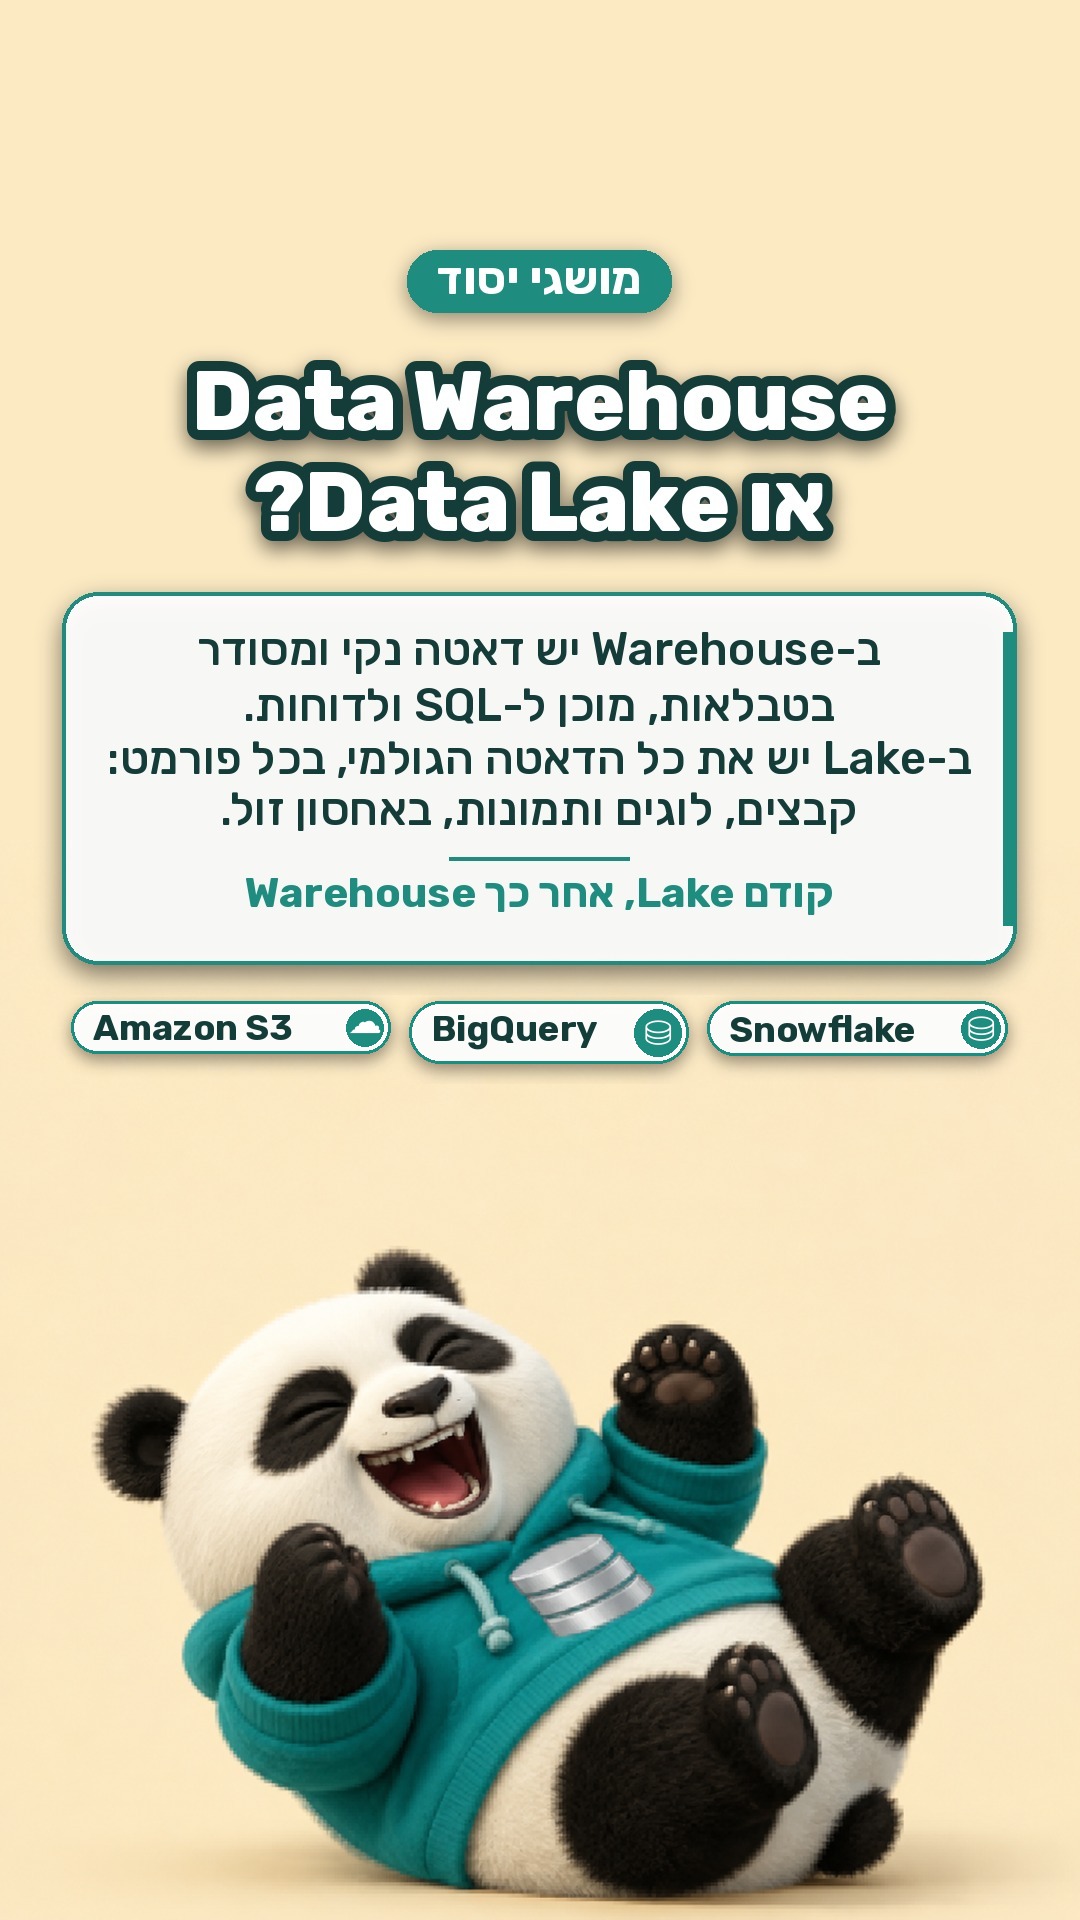 מושגי יסוד
Data Warehouse
או Data Lake?
ב-Warehouse יש דאטה נקי ומסודר
בטבלאות, מוכן ל-SQL ולדוחות.
ב-Lake יש את כל הדאטה הגולמי, בכל פורמט:
קבצים, לוגים ותמונות, באחסון זול.
קודם Lake, אחר כך Warehouse
Snowflake
BigQuery
Amazon S3